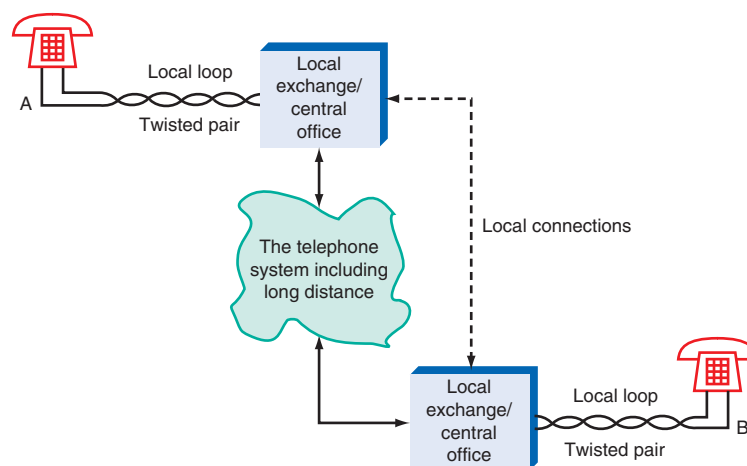 Local loop
A
Twisted pair
Local
exchange/
central
office
The telephone
system including
long distance
Local connections
Local
exchange/
central
office
Local loop
B
Twisted pair